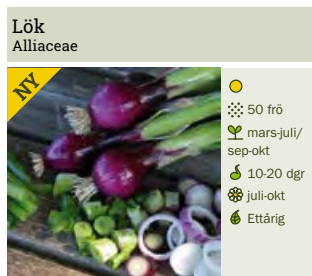 Lök
Alliaceae
NY
50 frö
mars-juli/
sep-okt
10-20 dgr
juli-okt
Ettårig